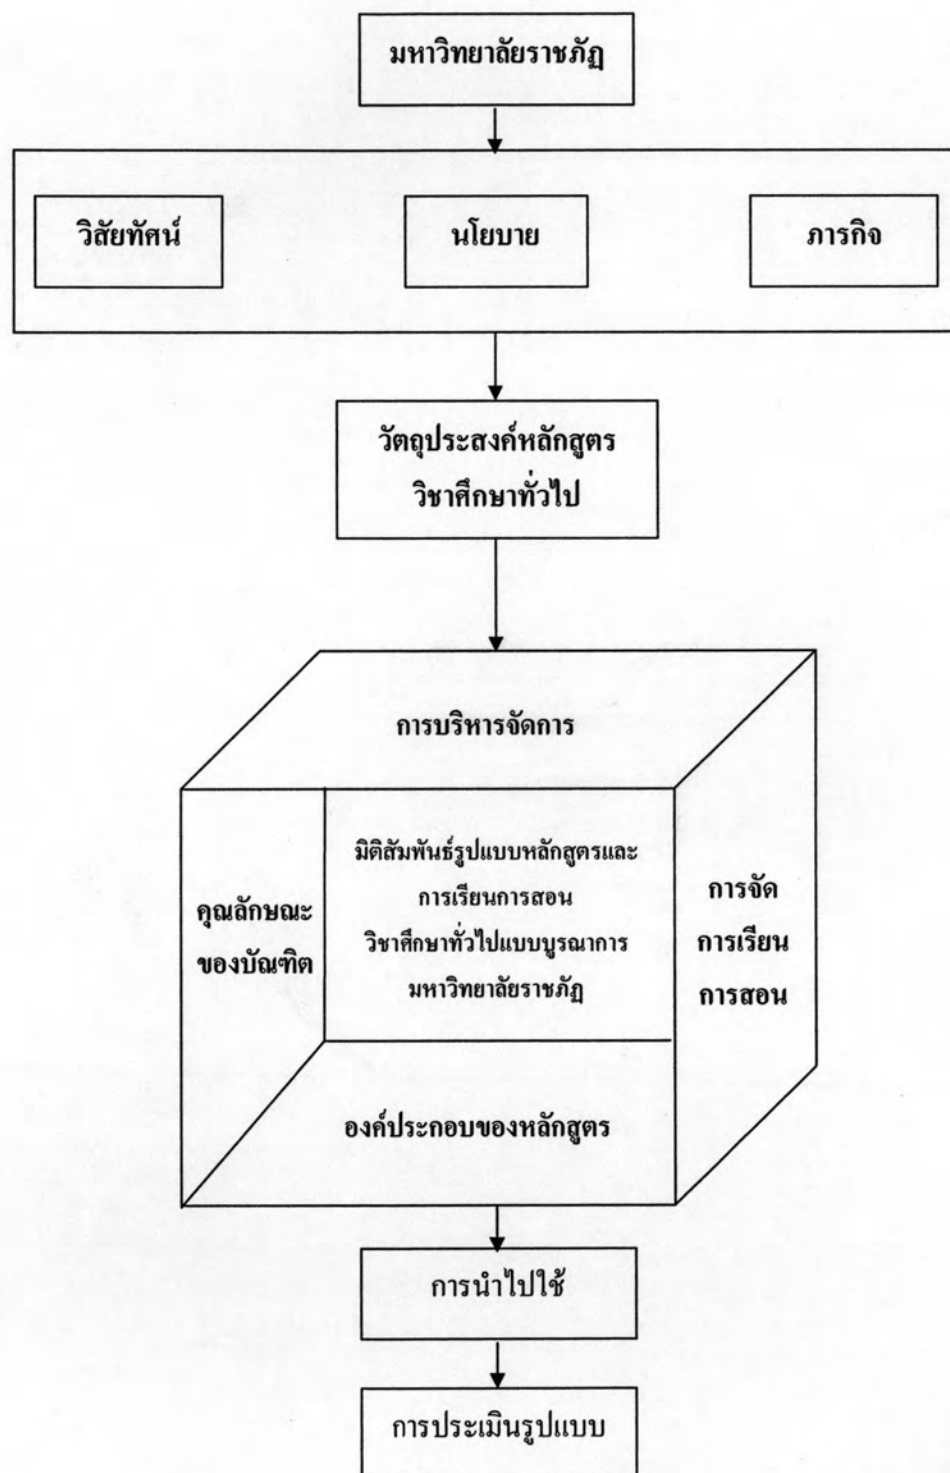 มหาวิทยาลัยราชภัฏ
วิสัยทัศน์
นโยบาย
ภารกิจ
วัตถุประสงค์หลักสูตร
วิชาศึกษาทั่วไป
การบริหารจัดการ
คุณลักษณะ
ของบัณฑิต
มิติสัมพันธ์รูปแบบหลักสูตรและ
การเรียนการสอน
วิชาศึกษาทั่วไปแบบบูรณาการ
มหาวิทยาลัยราชภัฏ
การจัด
การเรียน
การสอน
องค์ประกอบของหลักสูตร
การนำไปใช้
การประเมินรูปแบบ